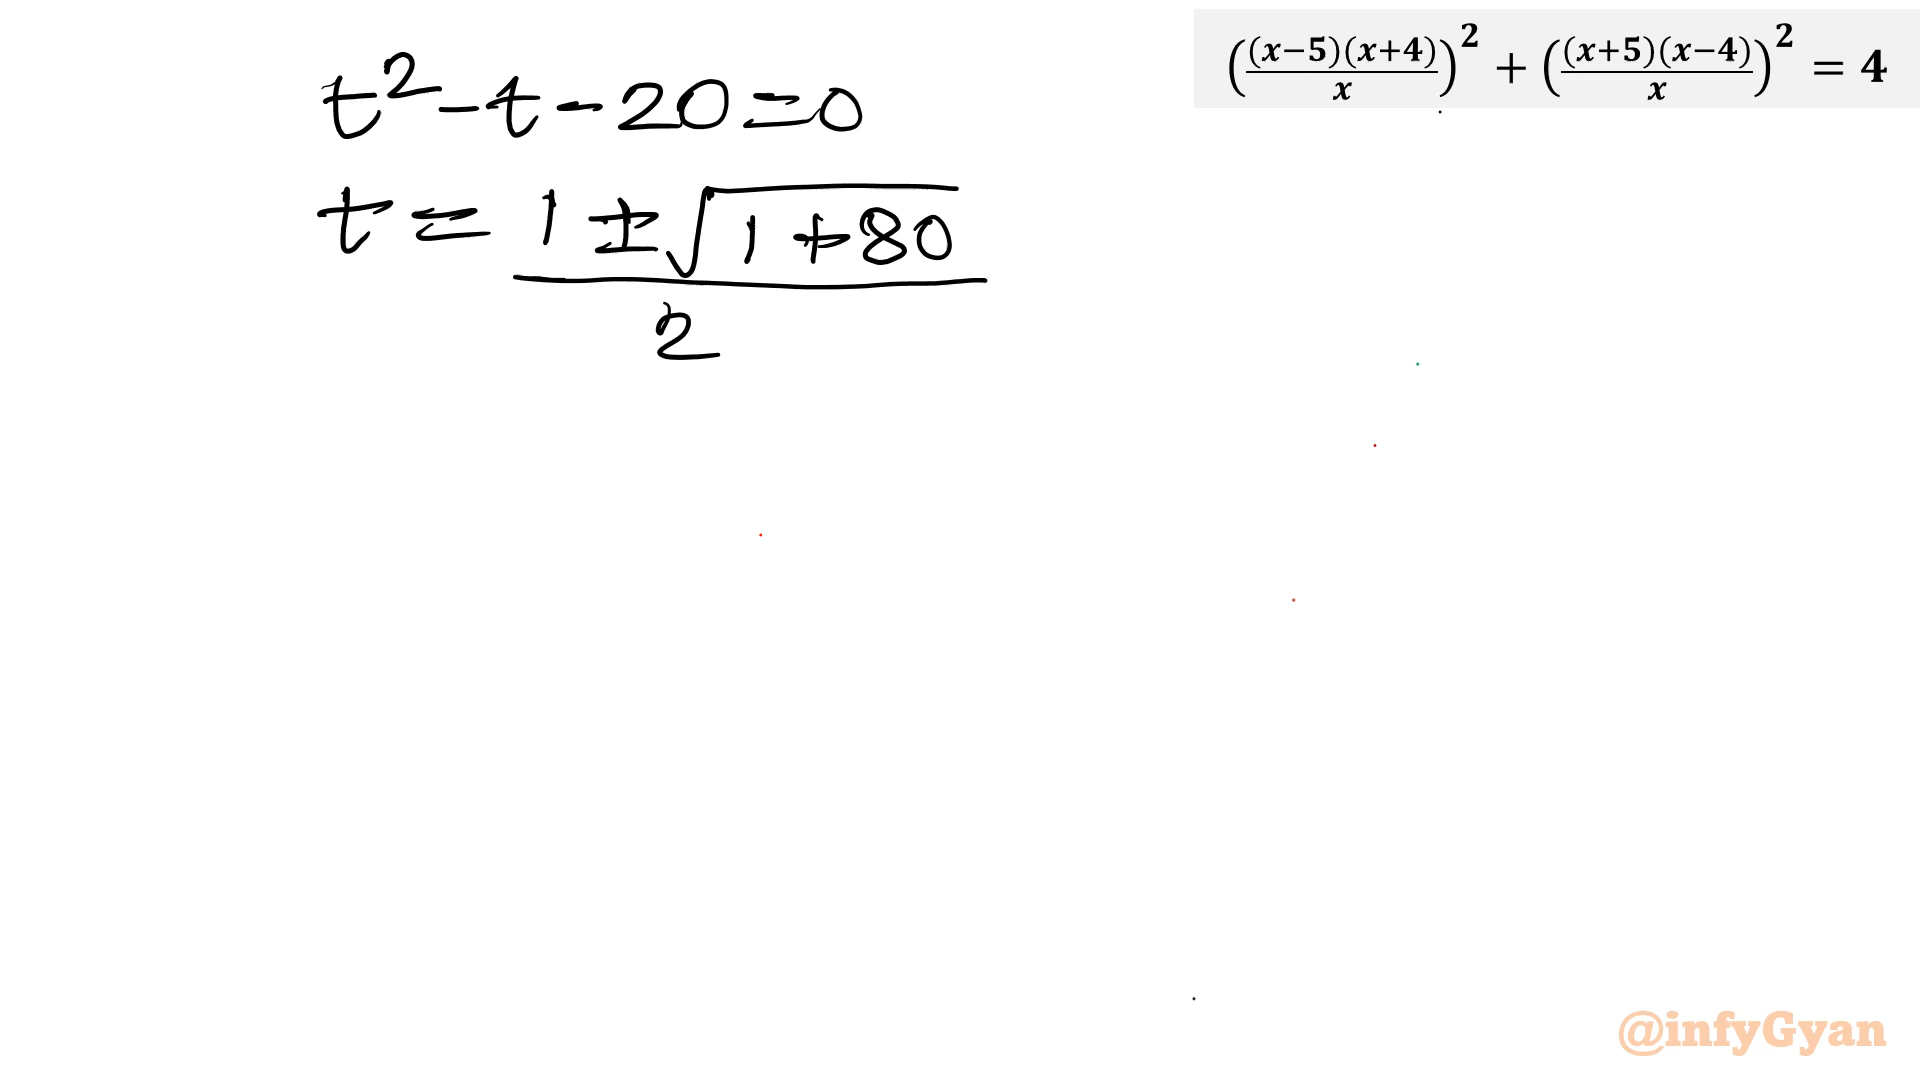 ((x−5)(x+4)/x)² + ((x+5)(x−4)/x)² = 4
t² − t − 20 = 0
t = (1 ± √(1 + 80))/2
@infyGyan